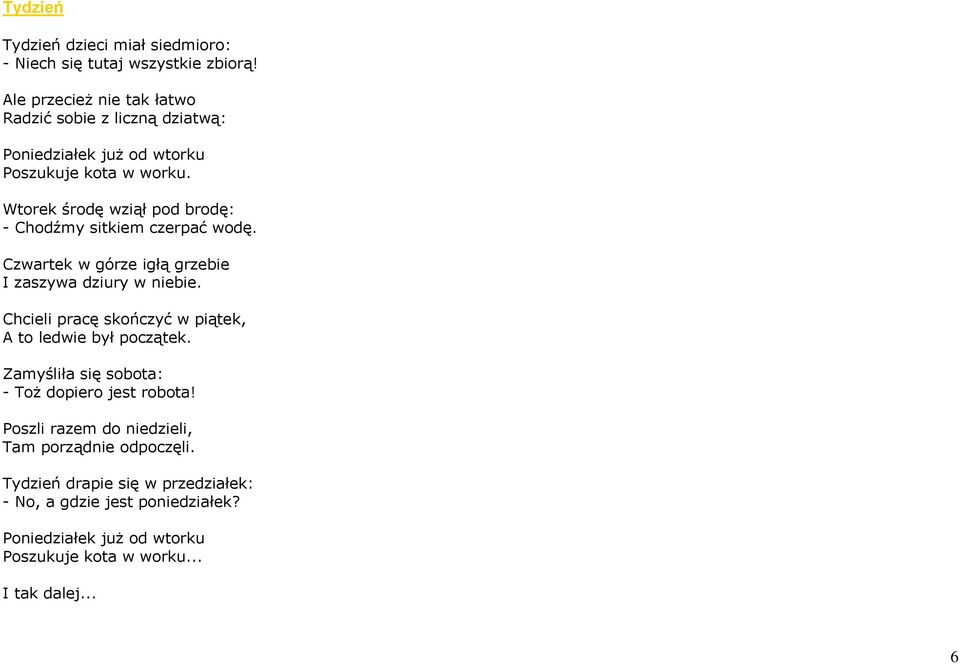 Tydzień
Tydzień dzieci miał siedmioro:
- Niech się tutaj wszystkie zbiorą!
Ale przecież nie tak łatwo
Radzić sobie z liczną dziatwą:
Poniedziałek już od wtorku
Poszukuje kota w worku.
Wtorek środę wziął pod brodę:
- Chodźmy sitkiem czerpać wodę.
Czwartek w górze igłą grzebie
I zaszywa dziury w niebie.
Chcieli pracę skończyć w piątek,
A to ledwie był początek.
Zamyśliła się sobota:
- Toż dopiero jest robota!
Poszli razem do niedzieli,
Tam porządnie odpoczęli.
Tydzień drapie się w przedziałek:
- No, a gdzie jest poniedziałek?
Poniedziałek już od wtorku
Poszukuje kota w worku...
I tak dalej...
6